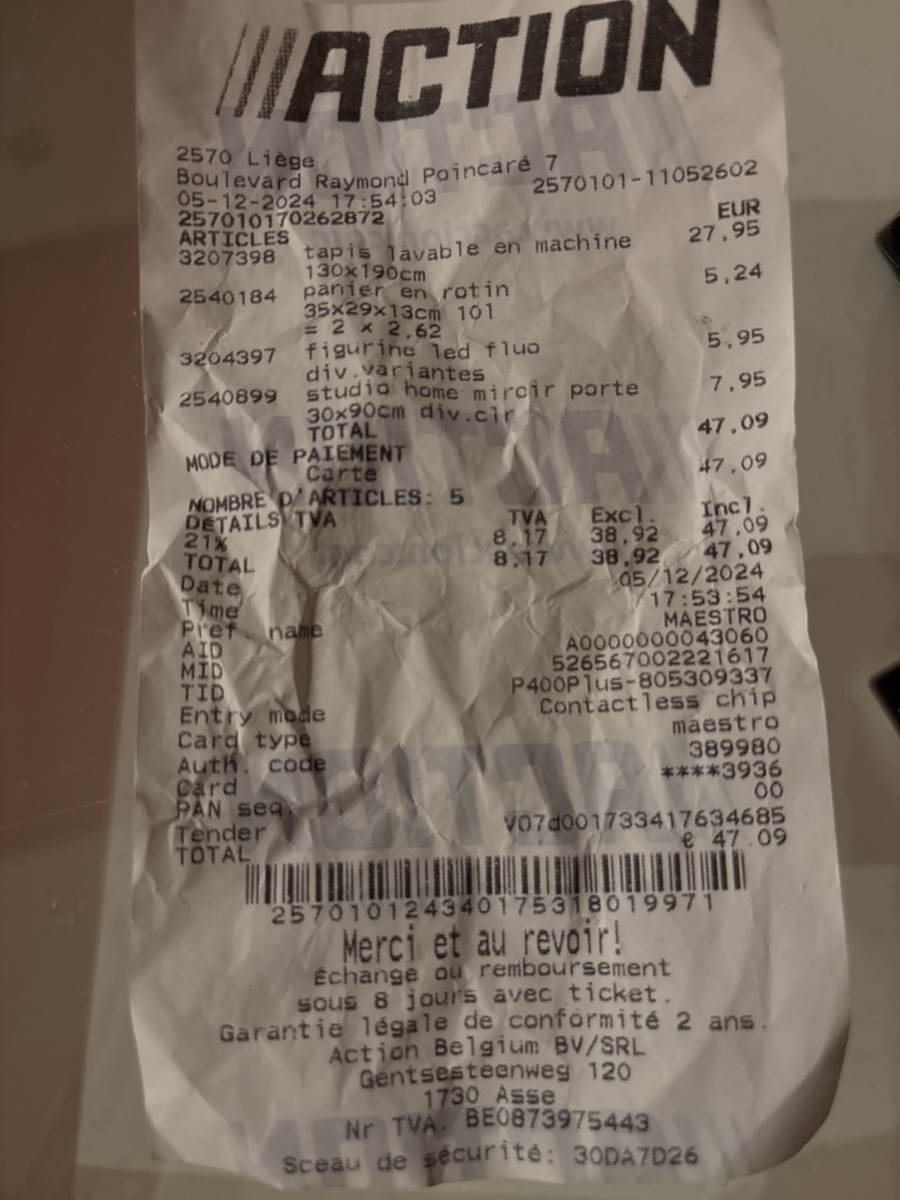 ACTION
2570 Liège
Boulevard Raymond Poincaré 7
05-12-2024 17:54:03 2570101-11052602
257010170262872
EUR
ARTICLES
3207398 tapis lavable en machine 27,95
130x190cm
2540184 panier en rotin 5,24
35x29x13cm 101
= 2 x 2,62
3204397 figurine led fluo 5,95
div.variantes
2540899 studio home miroir porte 7,95
30x90cm div.clr
TOTAL 47,09
MODE DE PAIEMENT
Carte 47,09
NOMBRE D'ARTICLES: 5
DETAILS TVA TVA Excl. Incl.
21% 8,17 38,92 47,09
TOTAL 8,17 38,92 47,09
Date 05/12/2024
Time 17:53:54
Pref. name MAESTRO
AID A0000000043060
MID 526567002221617
TID P400Plus-805309337
Entry mode Contactless chip
Card type maestro
Auth. code 389980
Card ****3936
PAN seq. 00
Tender V07d001733417634685
TOTAL € 47.09
257010124340175318019971
Merci et au revoir!
Échange ou remboursement
sous 8 jours avec ticket.
Garantie légale de conformité 2 ans.
Action Belgium BV/SRL
Gentsesteenweg 120
1730 Asse
Nr TVA: BE0873975443
Sceau de sécurité: 30DA7D26